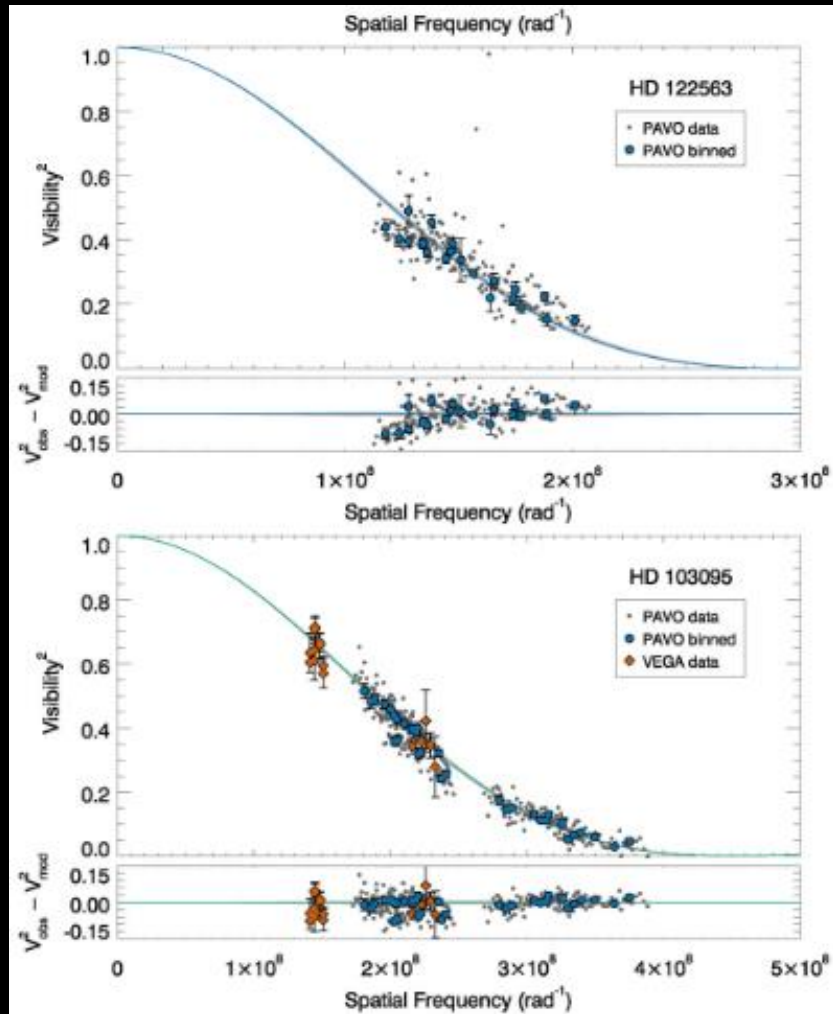 Spatial Frequency (rad⁻¹)
HD 122563
PAVO data
PAVO binned
Visibility²
1.0
0.8
0.6
0.4
0.2
0.0
V²obs − V²mod
0.15
0.00
-0.15
0
1×10⁸
2×10⁸
3×10⁸
Spatial Frequency (rad⁻¹)
HD 103095
PAVO data
PAVO binned
VEGA data
Visibility²
1.0
0.8
0.6
0.4
0.2
0.0
V²obs − V²mod
0.15
0.00
-0.15
0
1×10⁸
2×10⁸
3×10⁸
4×10⁸
5×10⁸
Spatial Frequency (rad⁻¹)